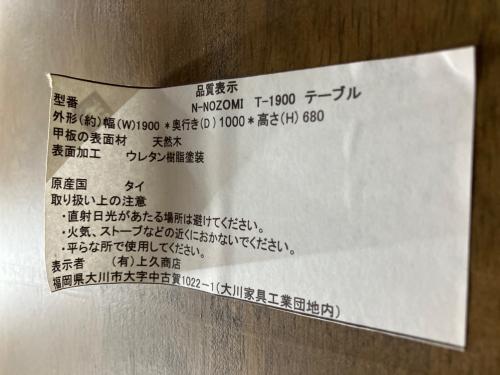 品質表示
型番 N-NOZOMI T-1900 テーブル
外形(約)幅(W)1900*奥行き(D)1000*高さ(H)680
甲板の表面材 天然木
表面加工 ウレタン樹脂塗装
原産国 タイ
取り扱い上の注意
・直射日光があたる場所は避けてください。
・火気、ストーブなどの近くにおかないでください。
・平らな所で使用してください。
表示者 (有)上久商店
福岡県大川市大字中古賀1022-1(大川家具工業団地内)